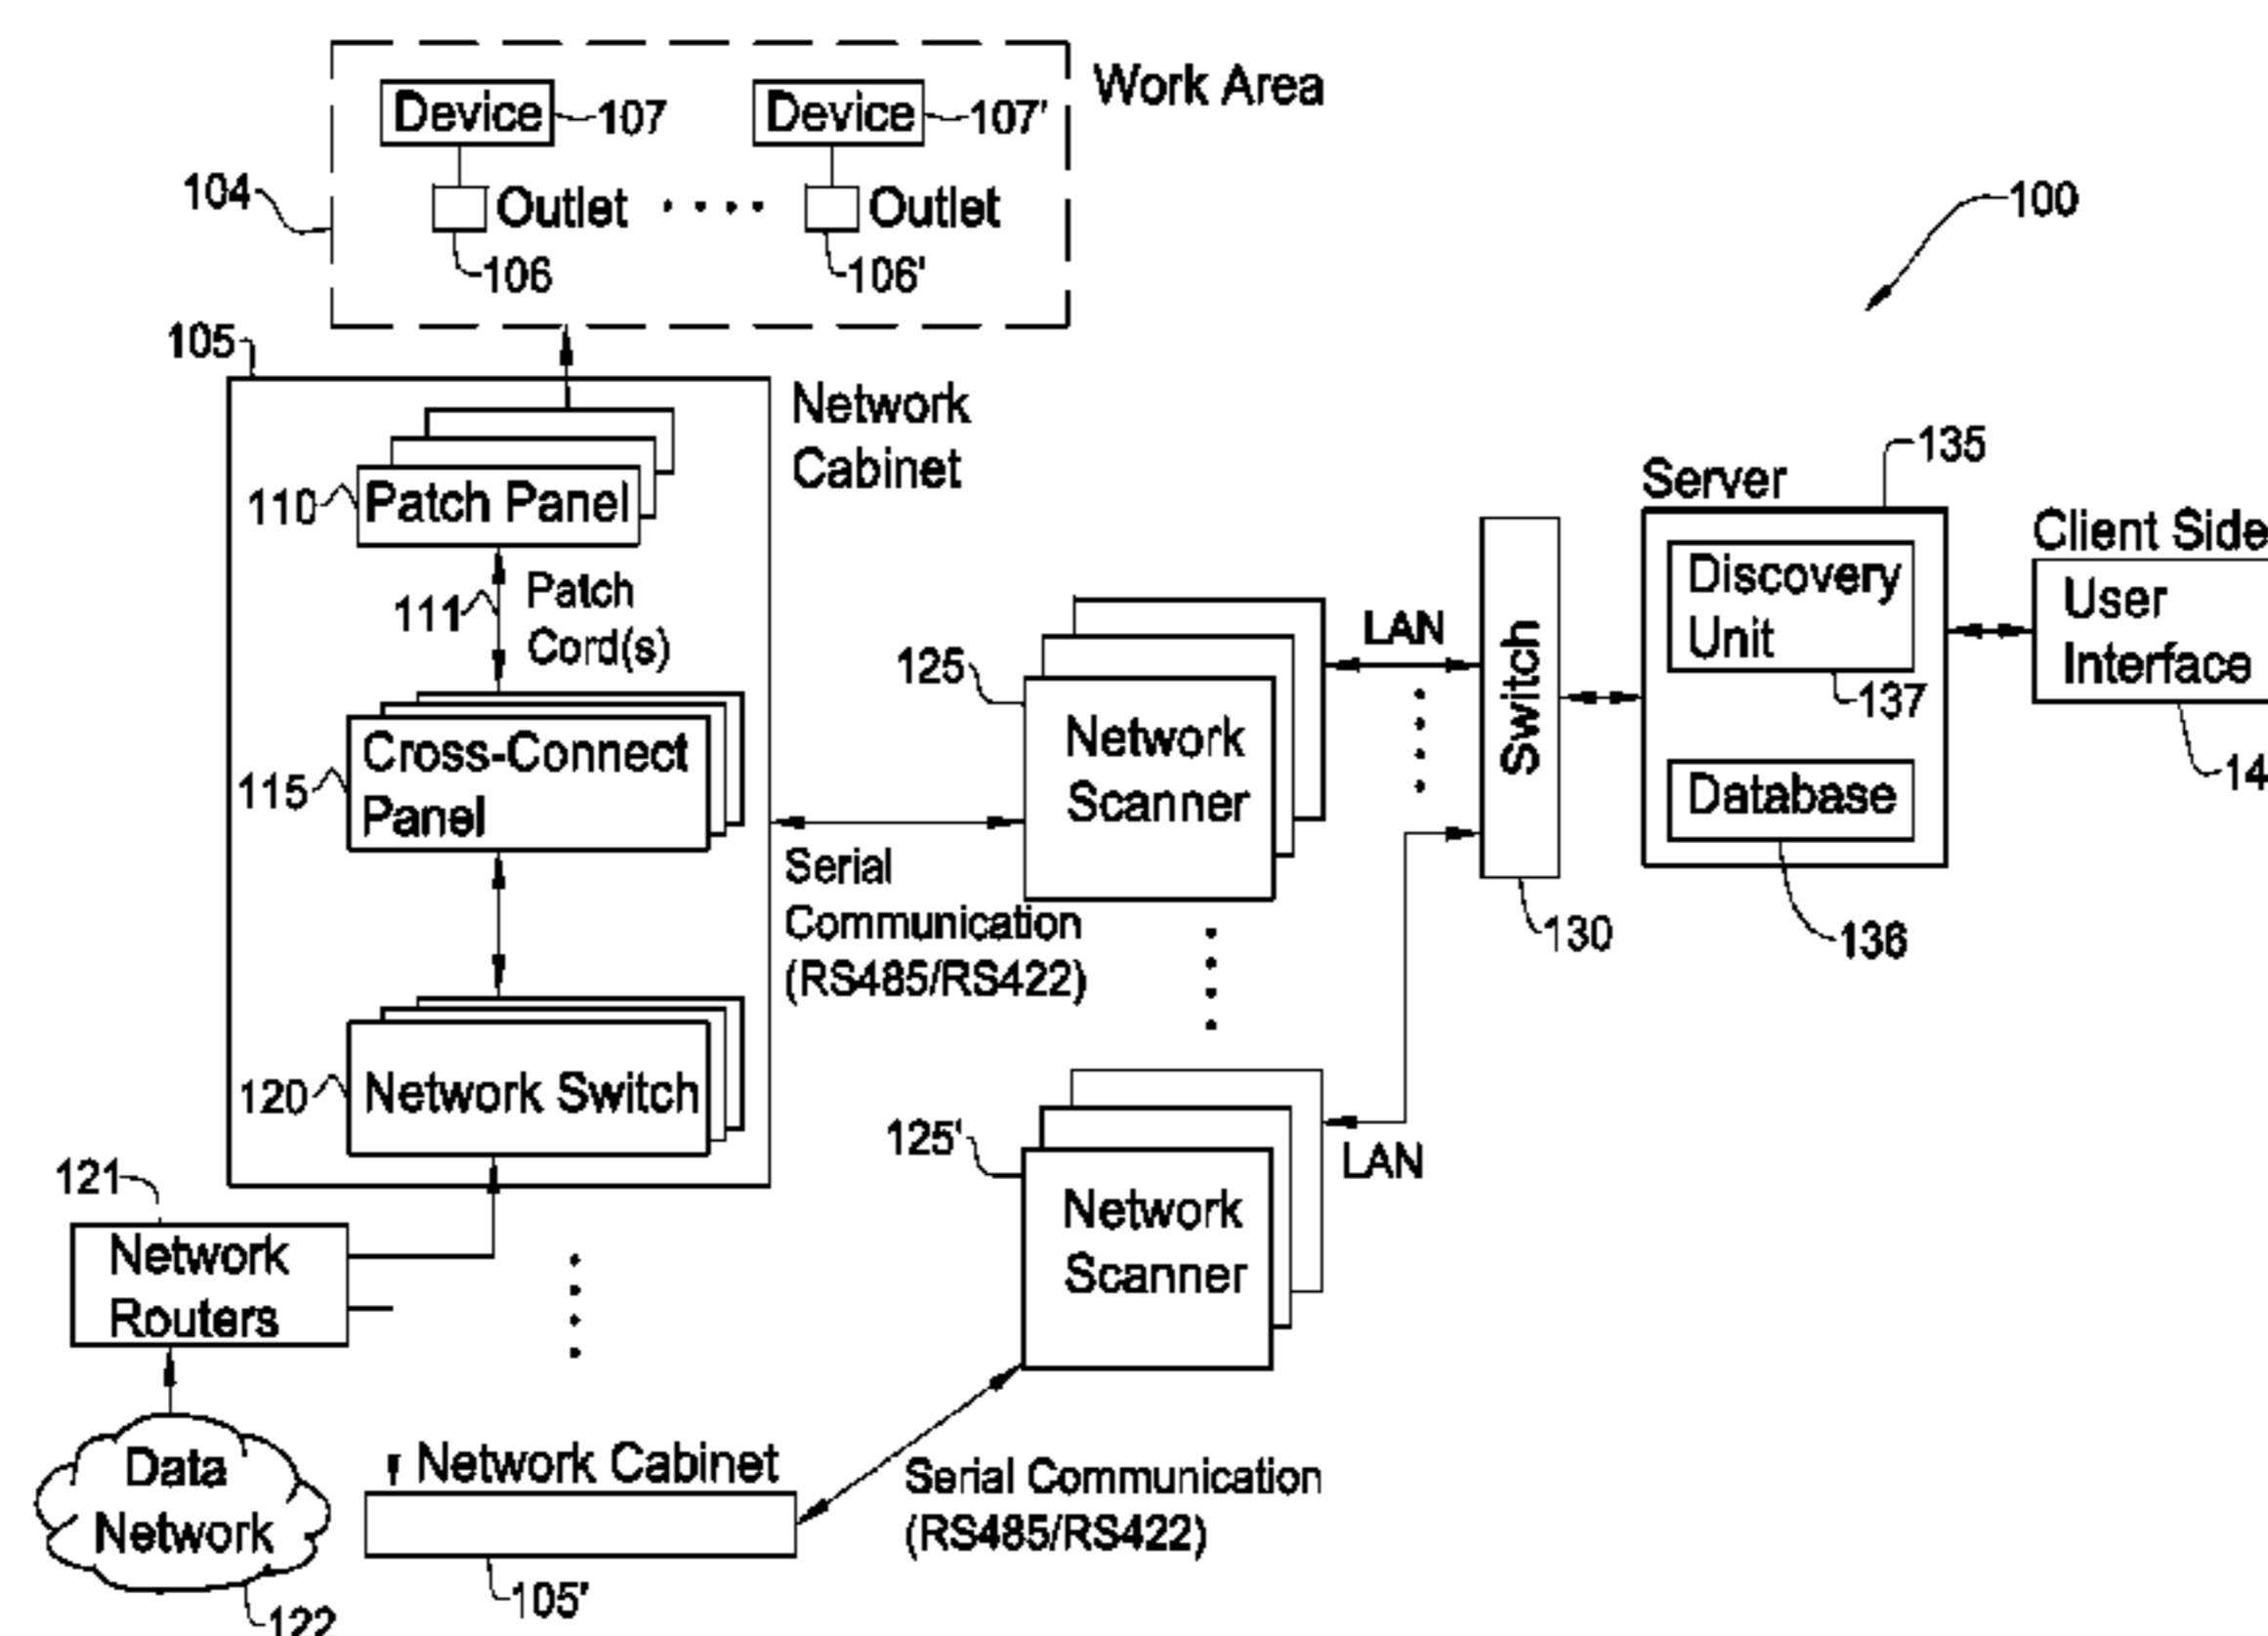 Device
107
Device
107'
Work Area
104
Outlet
Outlet
106
106'
100
105
Network
Cabinet
110
Patch Panel
111
Patch
Cord(s)
115
Cross-Connect
Panel
120
Network Switch
Serial
Communication
(RS485/RS422)
125
Network
Scanner
LAN
Switch
130
Server
135
Discovery
Unit
137
Database
136
Client Side
User
Interface
14
125'
Network
Scanner
LAN
121
Network
Routers
Data
Network
122
Network Cabinet
105'
Serial Communication
(RS485/RS422)